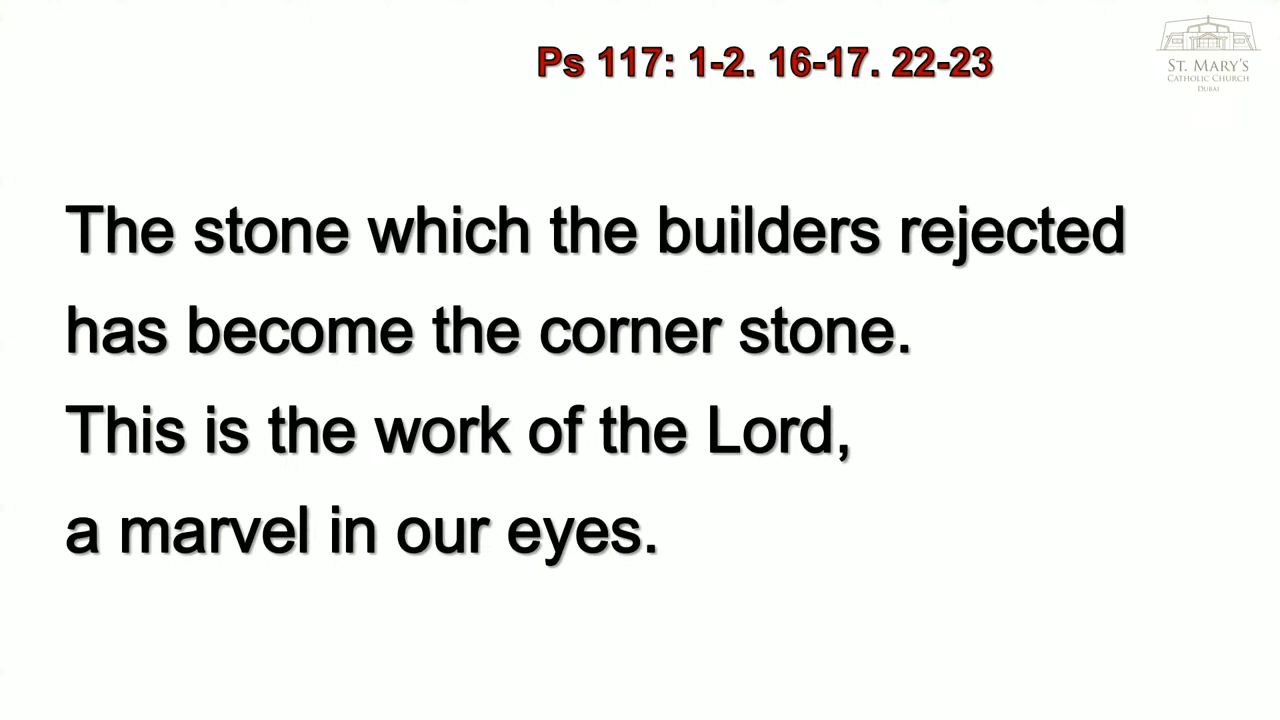 Ps 117: 1-2. 16-17. 22-23
St. Mary's
Catholic Church
Dubai
The stone which the builders rejected
has become the corner stone.
This is the work of the Lord,
a marvel in our eyes.